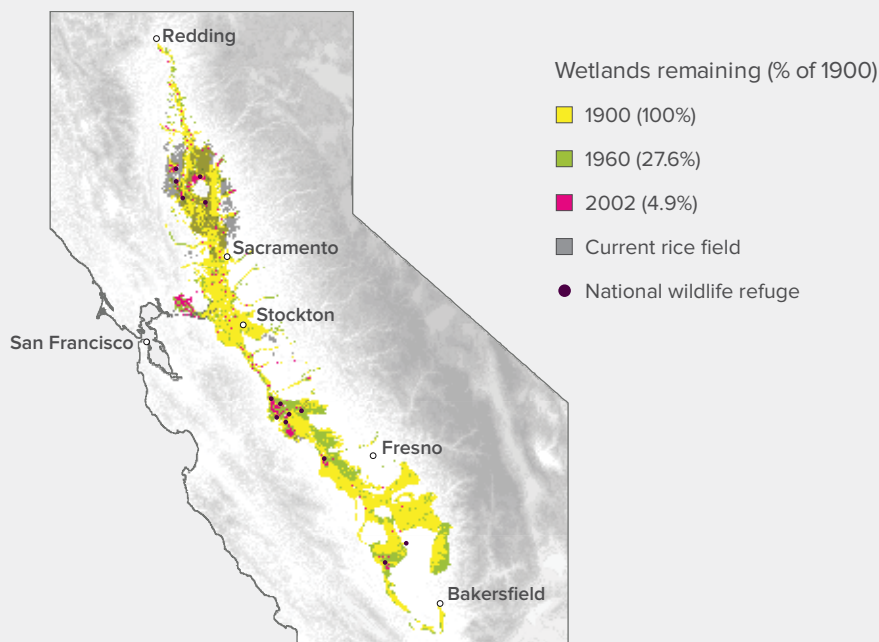 Redding
Sacramento
Stockton
San Francisco
Fresno
Bakersfield
Wetlands remaining (% of 1900)
1900 (100%)
1960 (27.6%)
2002 (4.9%)
Current rice field
National wildlife refuge